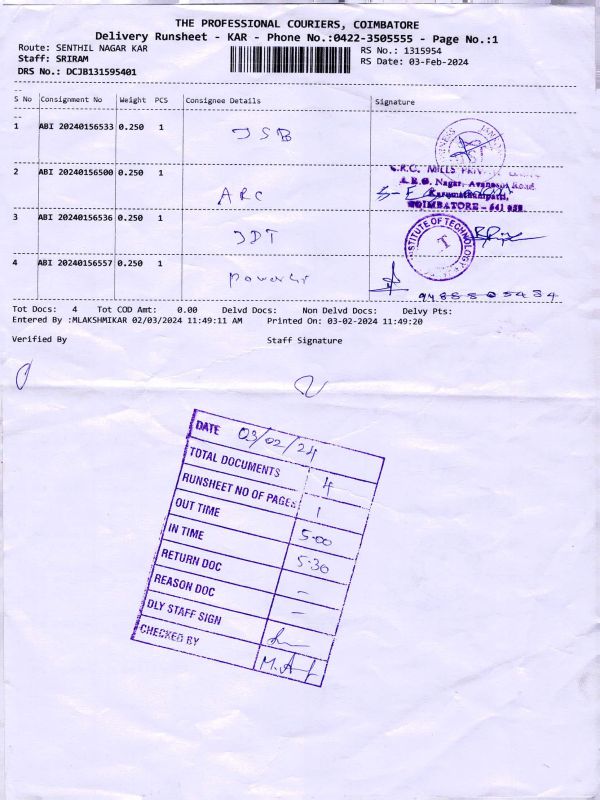 THE PROFESSIONAL COURIERS, COIMBATORE
Delivery Runsheet - KAR - Phone No.:0422-3505555 - Page No.:1
Route: SENTHIL NAGAR KAR RS No.: 1315954
Staff: SRIRAM RS Date: 03-Feb-2024
DRS No.: DCJB131595401
S No Consignment No Weight PCS Consignee Details Signature
1 ABI 20240156533 0.250 1 JSB
2 ABI 20240156500 0.250 1 ARC
MILLS
A.R.G. Nagar, Avanashi Road,
COIMBATORE - 641
3 ABI 20240156536 0.250 1 JDT
INSTITUTE OF TECHNOLOGY
4 ABI 20240156557 0.250 1
Tot Docs: 4 Tot COD Amt: 0.00 Delvd Docs: Non Delvd Docs: Delvy Pts:
Entered By :MLAKSHMIKAR 02/03/2024 11:49:11 AM Printed On: 03-02-2024 11:49:20
Verified By Staff Signature
DATE 03/02/24
TOTAL DOCUMENTS 4
RUNSHEET NO OF PAGES 1
OUT TIME 5-00
IN TIME 5-30
RETURN DOC -
REASON DOC -
DLY STAFF SIGN
CHECKED BY